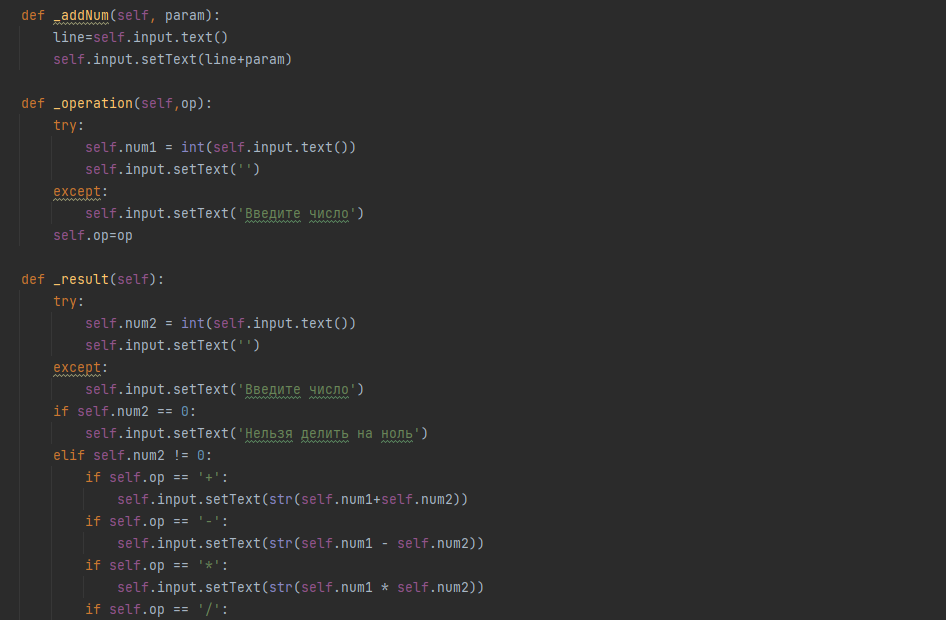 def _addNum(self, param):
    line=self.input.text()
    self.input.setText(line+param)

def _operation(self,op):
    try:
        self.num1 = int(self.input.text())
        self.input.setText('')
    except:
        self.input.setText('Введите число')
    self.op=op

def _result(self):
    try:
        self.num2 = int(self.input.text())
        self.input.setText('')
    except:
        self.input.setText('Введите число')
    if self.num2 == 0:
        self.input.setText('Нельзя делить на ноль')
    elif self.num2 != 0:
        if self.op == '+':
            self.input.setText(str(self.num1+self.num2))
        if self.op == '-':
            self.input.setText(str(self.num1 - self.num2))
        if self.op == '*':
            self.input.setText(str(self.num1 * self.num2))
        if self.op == '/':